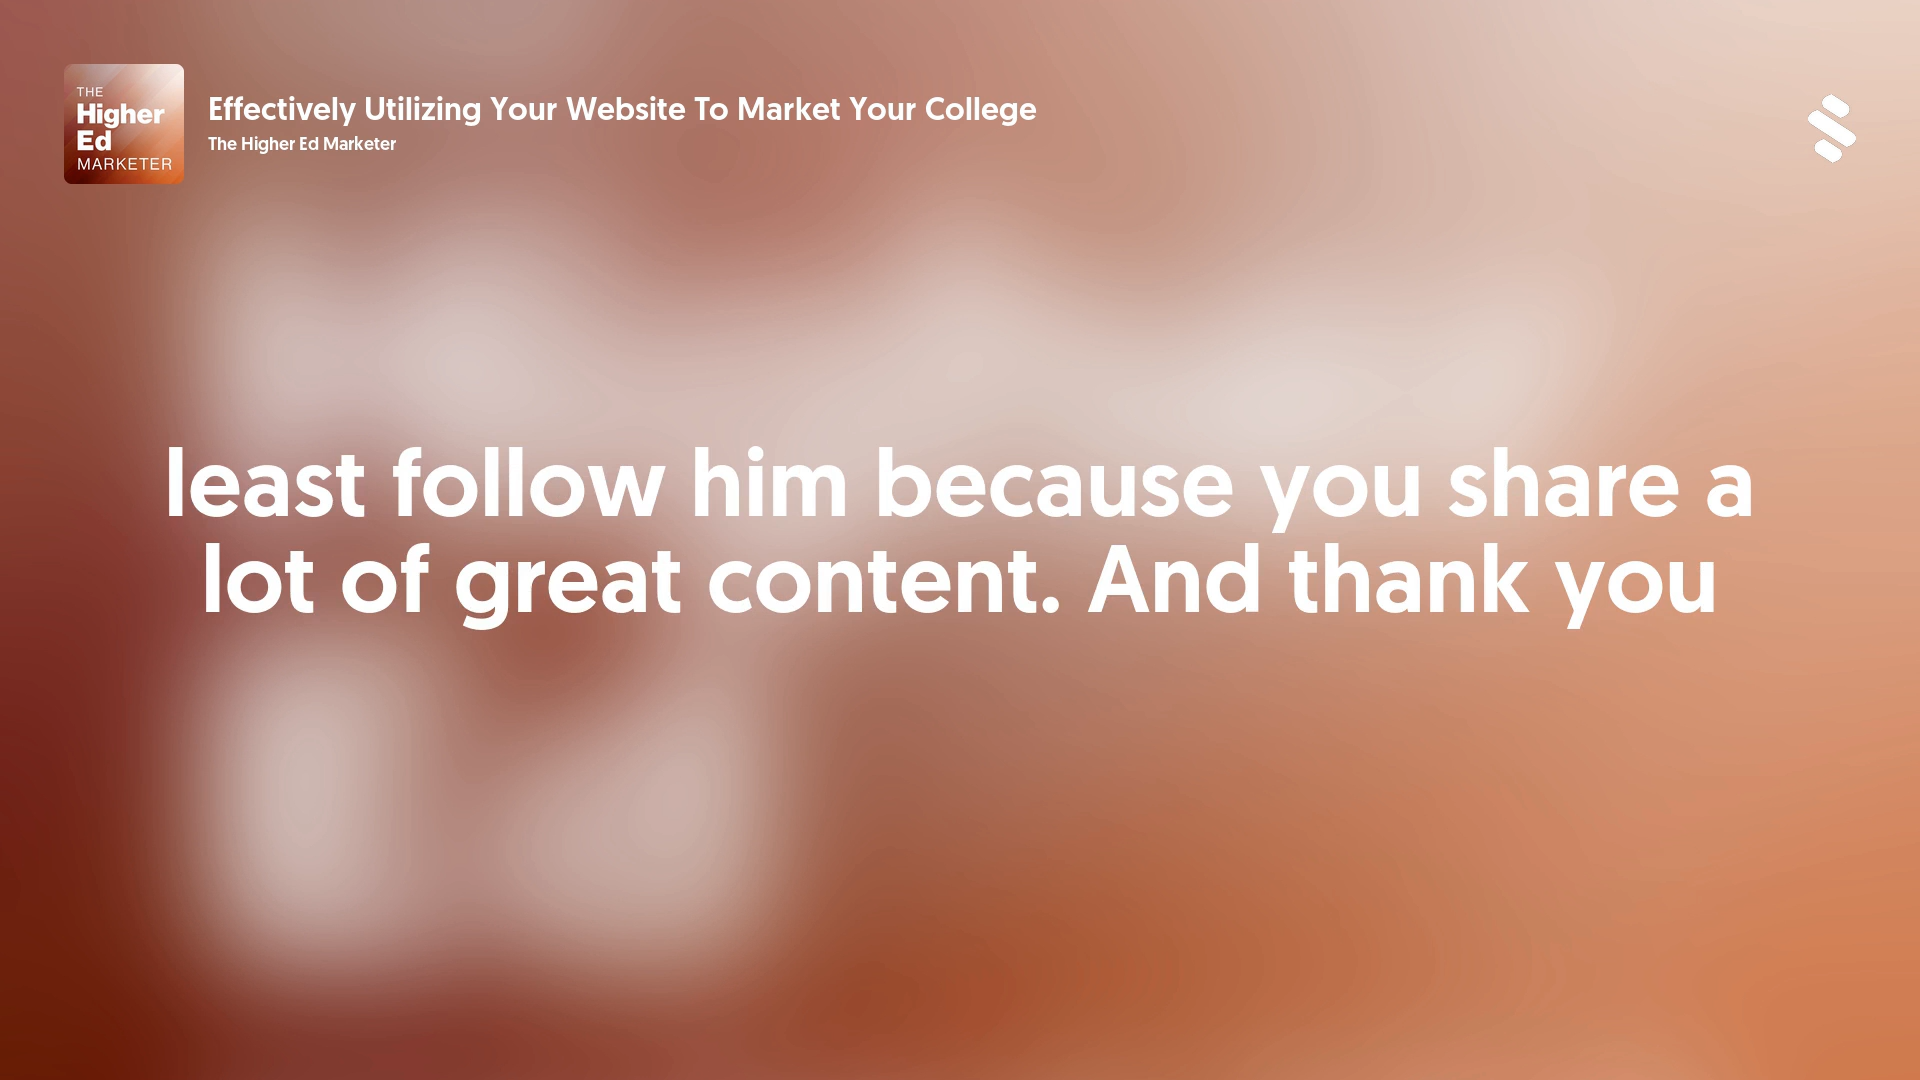 THE
Higher
Ed
MARKETER
Effectively Utilizing Your Website To Market Your College
The Higher Ed Marketer
least follow him because you share a
lot of great content. And thank you